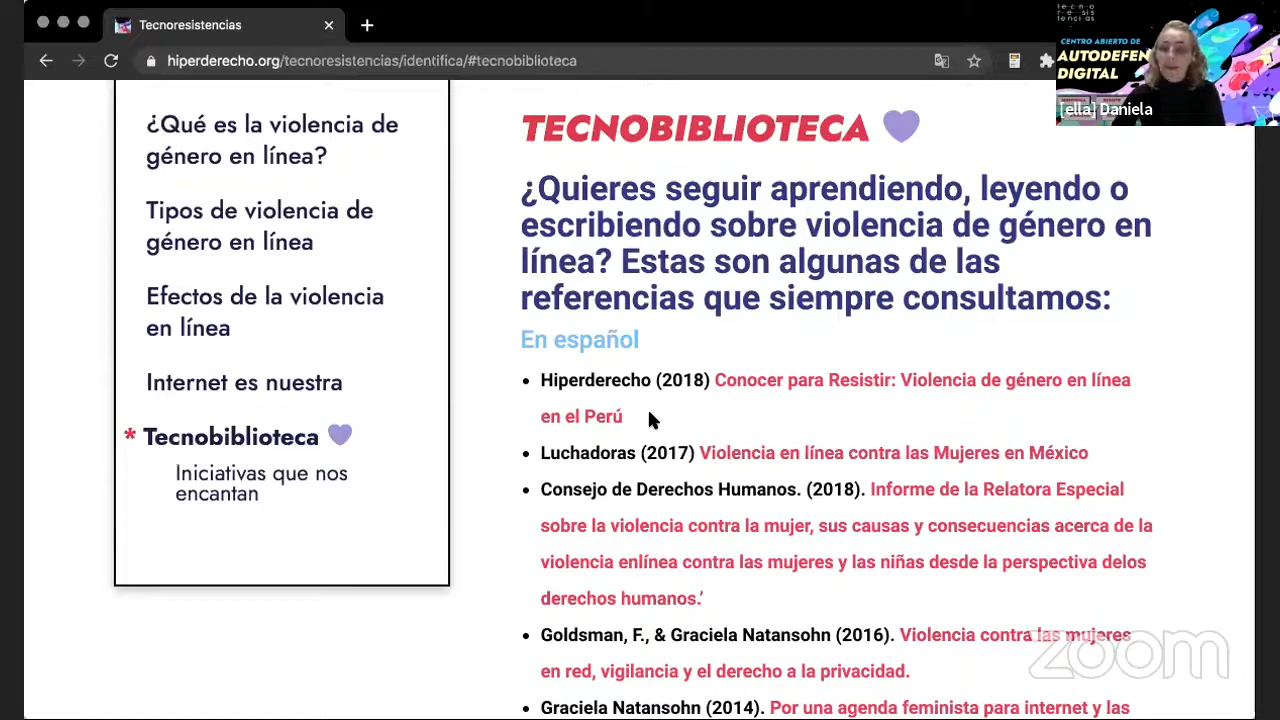 Tecnoresistencias
hiperderecho.org/tecnoresistencias/identifica/#tecnobiblioteca
tecno
resis
tencias
CENTRO ABIERTO DE
AUTODEFEN
DIGITAL
[ella] Daniela
¿Qué es la violencia de
género en línea?
Tipos de violencia de
género en línea
Efectos de la violencia
en línea
Internet es nuestra
* Tecnobiblioteca
Iniciativas que nos
encantan
TECNOBIBLIOTECA
¿Quieres seguir aprendiendo, leyendo o
escribiendo sobre violencia de género en
línea? Estas son algunas de las
referencias que siempre consultamos:
En español
• Hiperderecho (2018) Conocer para Resistir: Violencia de género en línea
en el Perú
• Luchadoras (2017) Violencia en línea contra las Mujeres en México
• Consejo de Derechos Humanos. (2018). Informe de la Relatora Especial
sobre la violencia contra la mujer, sus causas y consecuencias acerca de la
violencia enlínea contra las mujeres y las niñas desde la perspectiva delos
derechos humanos.’
• Goldsman, F., & Graciela Natansohn (2016). Violencia contra las mujeres
en red, vigilancia y el derecho a la privacidad.
• Graciela Natansohn (2014). Por una agenda feminista para internet y las
zoom